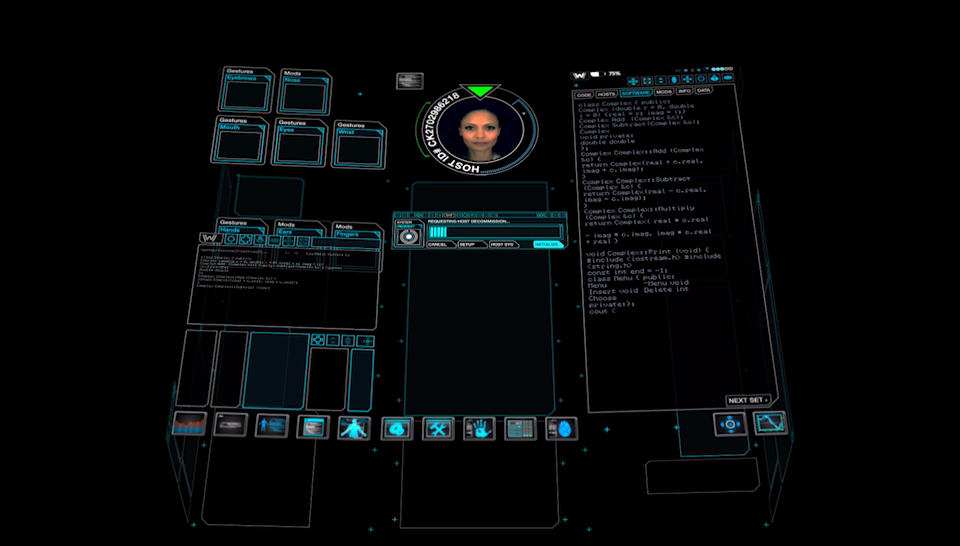 Gestures
Eyebrows
Mods
Nose
Gestures
Mouth
Gestures
Eyes
Mods
Wrist
Gestures
Hands
Mods
Ears
Mods
Fingers
HOST ID# CK2702986218
SYSTEM REQUEST
REQUESTING HOST DECOMMISSION...
CANCEL
SETUP
HOST SYS
INITIALIZE
75%
CODE
HOSTS
SOFTWARE
MODS
INFO
DATA
class Complex { public:
Complex (double r = 0, double
i = 0) {real = r; imag = i;}
Complex Add (Complex &c);
Complex Subtract(Complex &c);
Complex
void private:
double double
};
Complex Complex::Add (Complex
&c) {
return Complex(real + c.real,
imag + c.imag);
}
Complex Complex::Subtract
(Complex &c) {
return Complex(real - c.real,
imag - c.imag);
}
Complex Complex::Multiply
(Complex &c) {
return Complex( real * c.real
- imag * c.imag, imag * c.real
+ real )
void Complex::Print (void) {
#include <iostream.h> #include
<string.h>
const int end = -1;
class Menu { public:
Menu ~Menu void
Insert void Delete int
Choose
private:};
cout {
NEXT SET